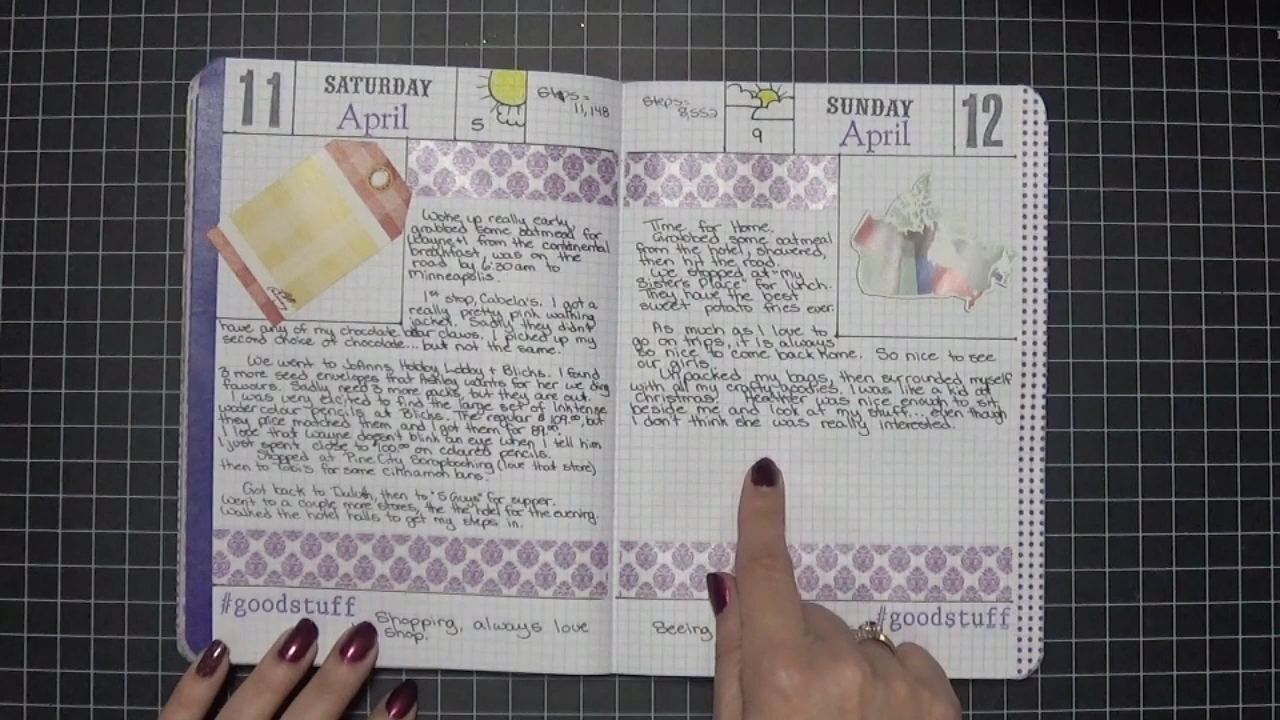 11
SATURDAY
April
5
Steps=
11,148
Woke up really early,
grabbed some oatmeal for
Wayne + I from the continental
breakfast, was on the
road by 6:30am to
Minneapolis.
1st stop, Cabela's. I got a
really pretty pink walking
jacket. Sadly they didn't
have any of my chocolate bear claws. I picked up my
second choice of chocolate... but not the same.
We went to JoAnns, Hobby Lobby + Blichs. I found
3 more seed envelopes that Ashley wants for her wedding
favours. Sadly need 3 more packs, but they are out.
I was very excited to find the large set of Inktense
watercolour pencils at Blichs. The regular $109.00, but
they price matched them and I got them for 89.00.
I love that Wayne doesn't blink an eye when I tell him
I just spent close to $100.00 on colored pencils.
Stopped at Pine City Scrapbooking (love that store)
then to Tobis for some cinnamon buns.
Got back to Duluth, then to "5 Guys" for supper.
Went to a couple more stores, the the hotel for the evening.
Walked the hotel halls to get my steps in.
#goodstuff
Shopping, always love
shop.
Steps=
8,552
9
SUNDAY
April
12
Time for Home.
Grabbed some oatmeal
from the hotel, showered,
then hit the road.
We stopped at "My
Sister's Place" for lunch.
They have the best
sweet potato fries ever.
As much as I love to
go on trips, it is always
so nice to come back Home. So nice to see
our girls.
Unpacked my bags, then surrounded myself
with all my crafty goodies. I was like a kid at
Christmas! Heather was nice enough to sit
beside me and look at my stuff... even though
I don't think she was really interested.
Seeing
#goodstuff